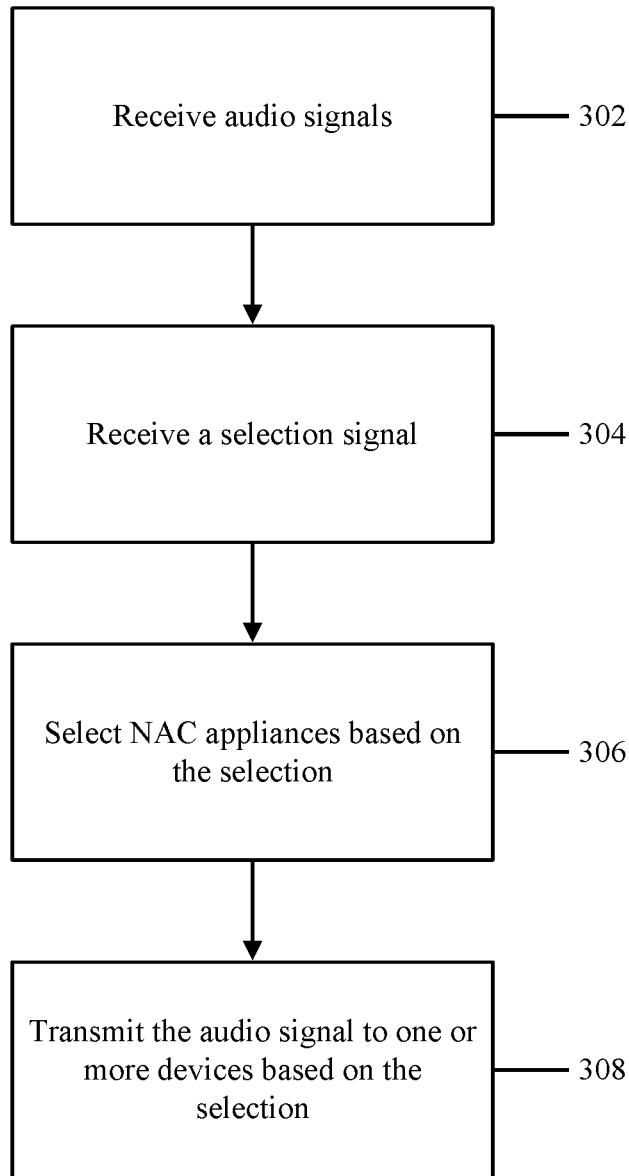 Receive audio signals
302
Receive a selection signal
304
Select NAC appliances based on
the selection
306
Transmit the audio signal to one or
more devices based on the
selection
308